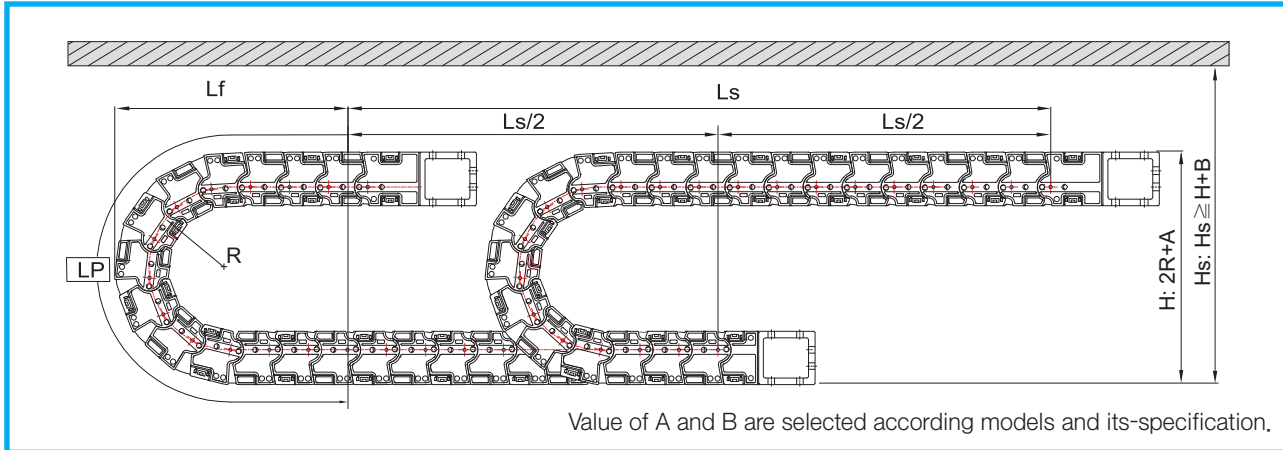 Lf
Ls
Ls/2
Ls/2
R
LP
H: 2R+A
Hs: Hs ≧ H+B
Value of A and B are selected according models and its-specification.